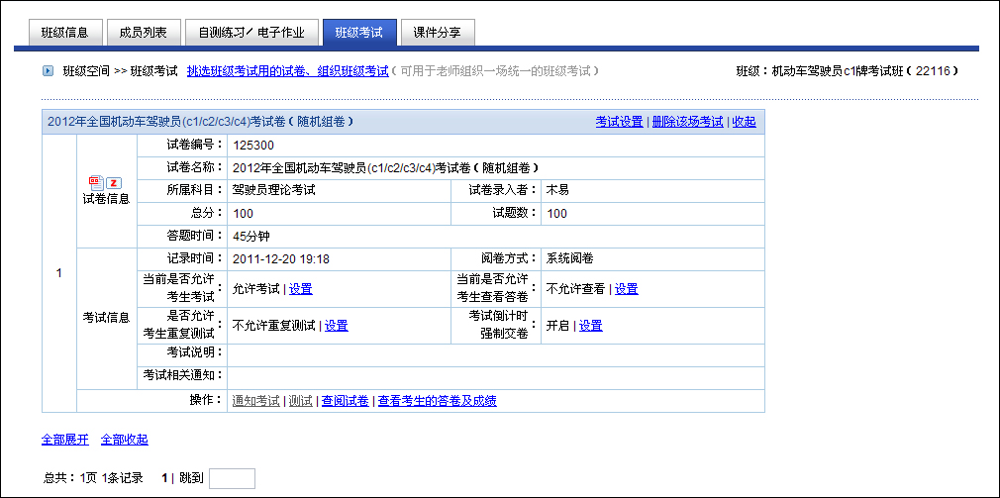 班级信息 成员列表 自测练习／电子作业 班级考试 课件分享
班级空间 >> 班级考试 挑选班级考试用的试卷、组织班级考试（可用于老师组织一场统一的班级考试） 班级：机动车驾驶员c1牌考试班（22116）
2012年全国机动车驾驶员(c1/c2/c3/c4)考试卷（随机组卷） 考试设置 | 删除该场考试 | 收起
1
试卷信息
试卷编号： 125300
试卷名称： 2012年全国机动车驾驶员(c1/c2/c3/c4)考试卷（随机组卷）
所属科目： 驾驶员理论考试 试卷录入者： 木易
总分： 100 试题数： 100
答题时间： 45分钟
考试信息
记录时间： 2011-12-20 19:18 阅卷方式： 系统阅卷
当前是否允许考生考试： 允许考试 | 设置 当前是否允许考生查看答卷： 不允许查看 | 设置
是否允许考生重复测试： 不允许重复测试 | 设置 考试倒计时强制交卷： 开启 | 设置
考试说明：
考试相关通知：
操作： 通知考试 | 测试 | 查阅试卷 | 查看考生的答卷及成绩
全部展开 全部收起
总共：1页 1条记录 1 | 跳到